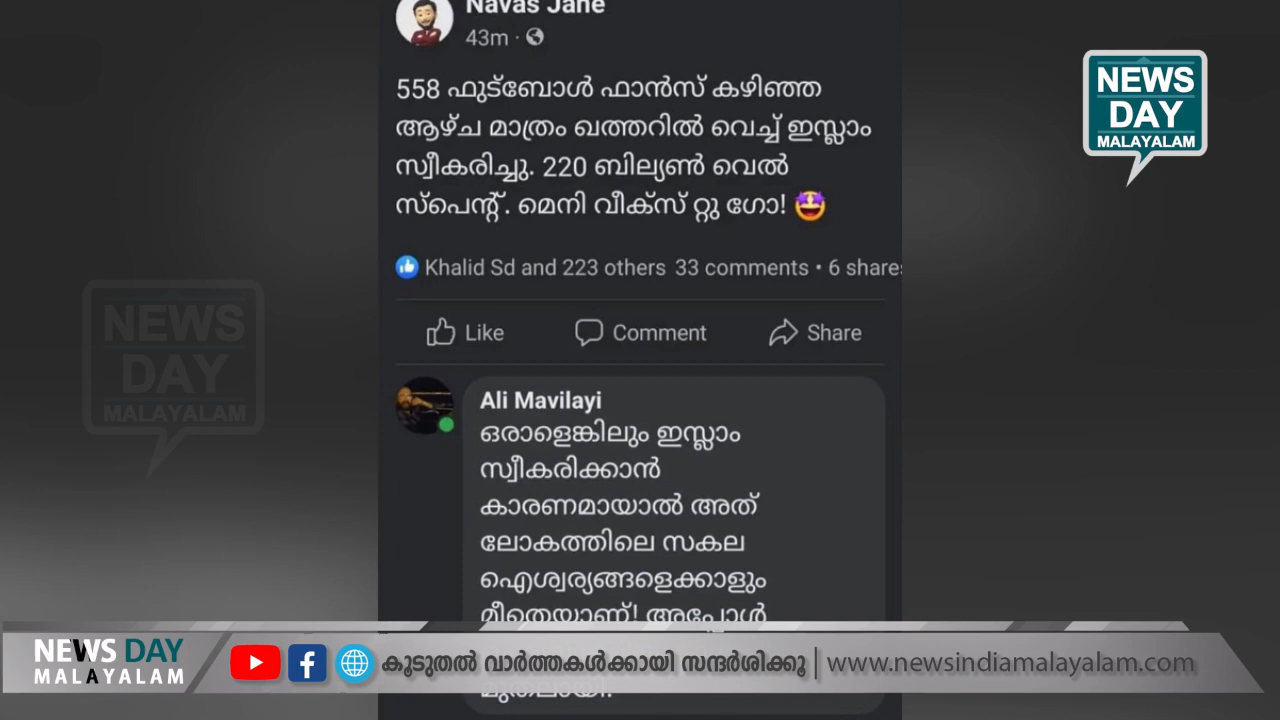 Navas Jane
43m ·
558 ഫുട്ബോൾ ഫാൻസ് കഴിഞ്ഞ
ആഴ്ച മാത്രം ഖത്തറിൽ വെച്ച് ഇസ്ലാം
സ്വീകരിച്ചു. 220 ബില്യൺ വെൽ
സ്പെന്റ്. മെനി വീക്സ് റ്റു ഗോ! 🤩
Khalid Sd and 223 others 33 comments • 6 shares
Like Comment Share
Ali Mavilayi
ഒരാളെങ്കിലും ഇസ്ലാം
സ്വീകരിക്കാൻ
കാരണമായാൽ അത്
ലോകത്തിലെ സകല
ഐശ്വര്യങ്ങളെക്കാളും
മീതെയാണ്! അപ്പോൾ
NEWS
DAY
MALAYALAM
NEWS
DAY
MALAYALAM
NEWS DAY
MALAYALAM
കൂടുതൽ വാർത്തകൾക്കായി സന്ദർശിക്കൂ | www.newsindiamalayalam.com